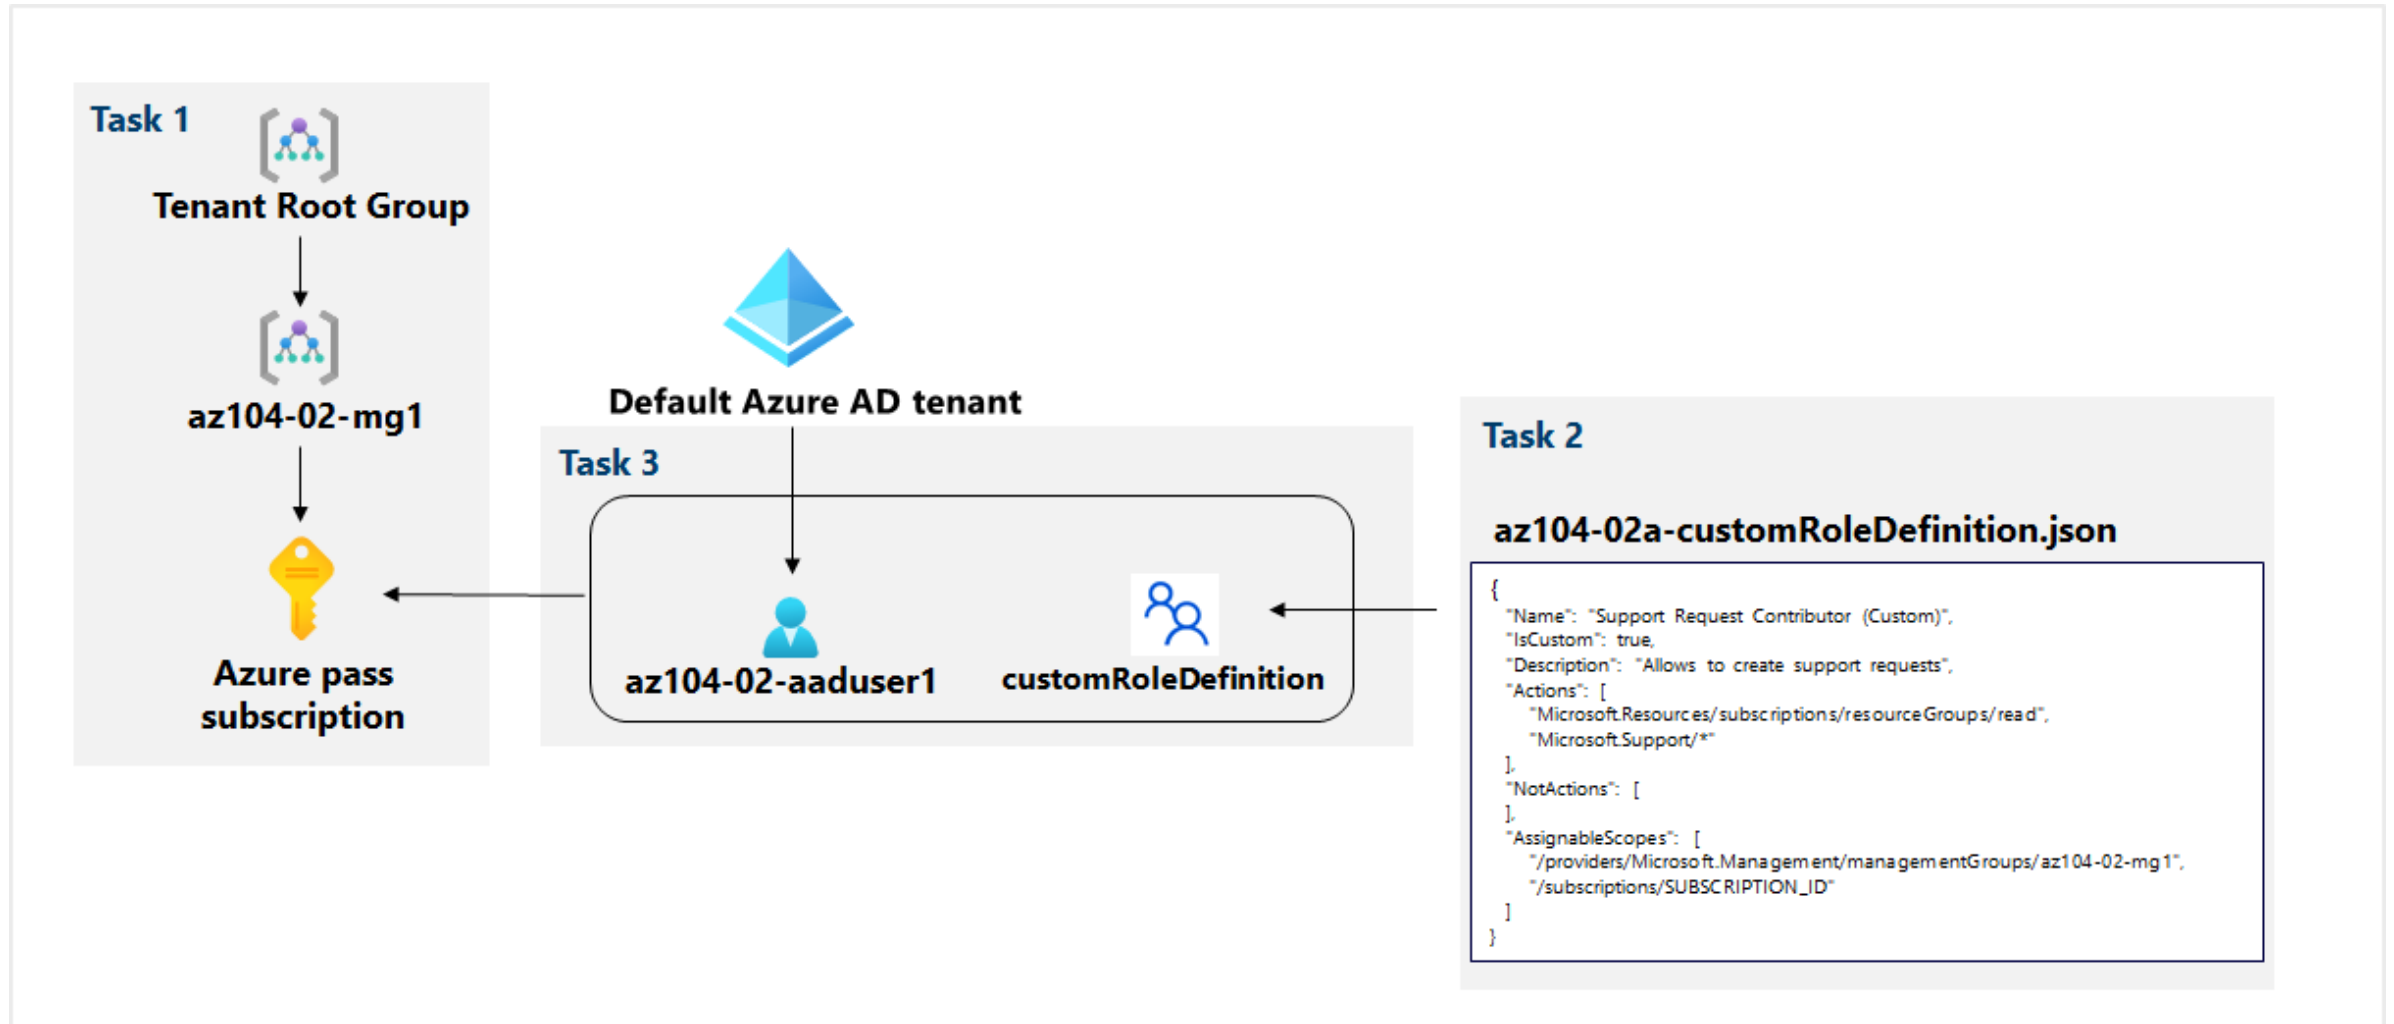 Task 1
Tenant Root Group
az104-02-mg1
Azure pass
subscription
Default Azure AD tenant
Task 3
az104-02-aaduser1
customRoleDefinition
Task 2
az104-02a-customRoleDefinition.json
{
"Name": "Support Request Contributor (Custom)",
"IsCustom": true,
"Description": "Allows to create support requests",
"Actions": [
"Microsoft.Resources/subscriptions/resourceGroups/read",
"Microsoft.Support/*"
],
"NotActions": [
],
"AssignableScopes": [
"/providers/Microsoft.Management/managementGroups/az104-02-mg1",
"/subscriptions/SUBSCRIPTION_ID"
]
}